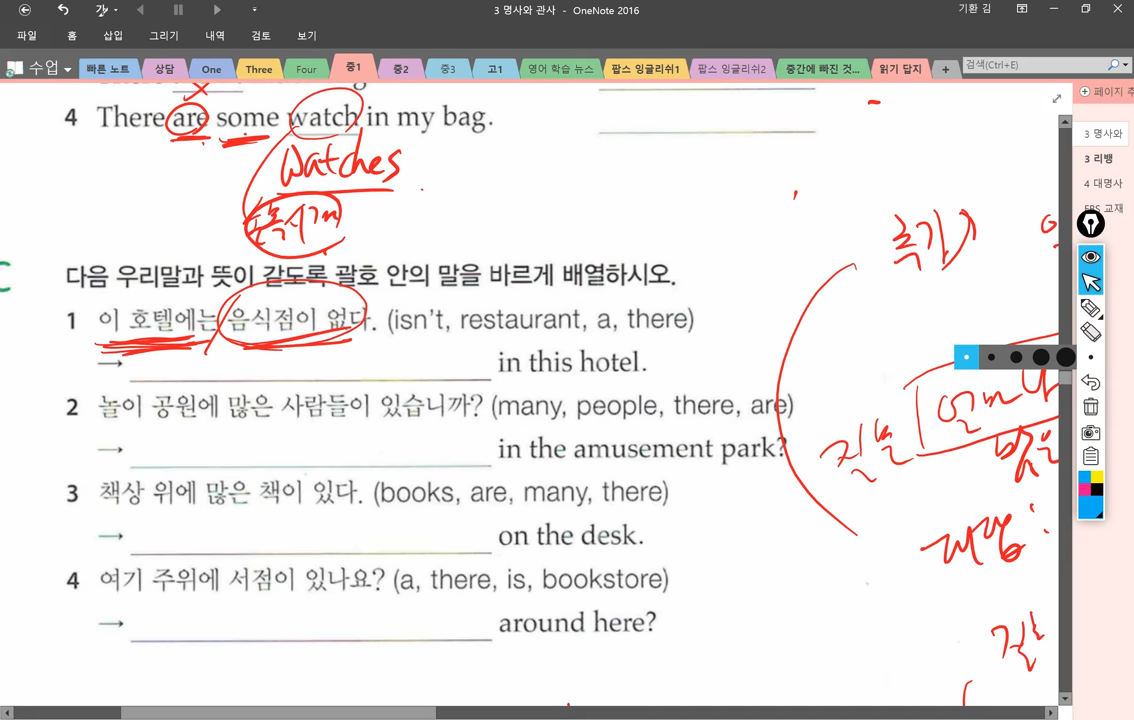 3 명사와 관사 - OneNote 2016
기환 김
파일 홈 삽입 그리기 내역 검토 보기
수업 빠른 노트 상담 One Three Four 중1 중2 중3 고1 영어 학습 뉴스 팝스 잉글리쉬1 팝스 잉글리쉬2 중간에 빠진 것... 읽기 답지 + 검색(Ctrl+E)
페이지 추
3 명사와
3 리뱅
4 대명사
EBS 교재
4 There are some watch in my bag.
watches
C 다음 우리말과 뜻이 같도록 괄호 안의 말을 바르게 배열하시오.
1 이 호텔에는 음식점이 없다. (isn't, restaurant, a, there)
→ in this hotel.
2 놀이 공원에 많은 사람들이 있습니까? (many, people, there, are)
→ in the amusement park?
3 책상 위에 많은 책이 있다. (books, are, many, there)
→ on the desk.
4 여기 주위에 서점이 있나요? (a, there, is, bookstore)
→ around here?